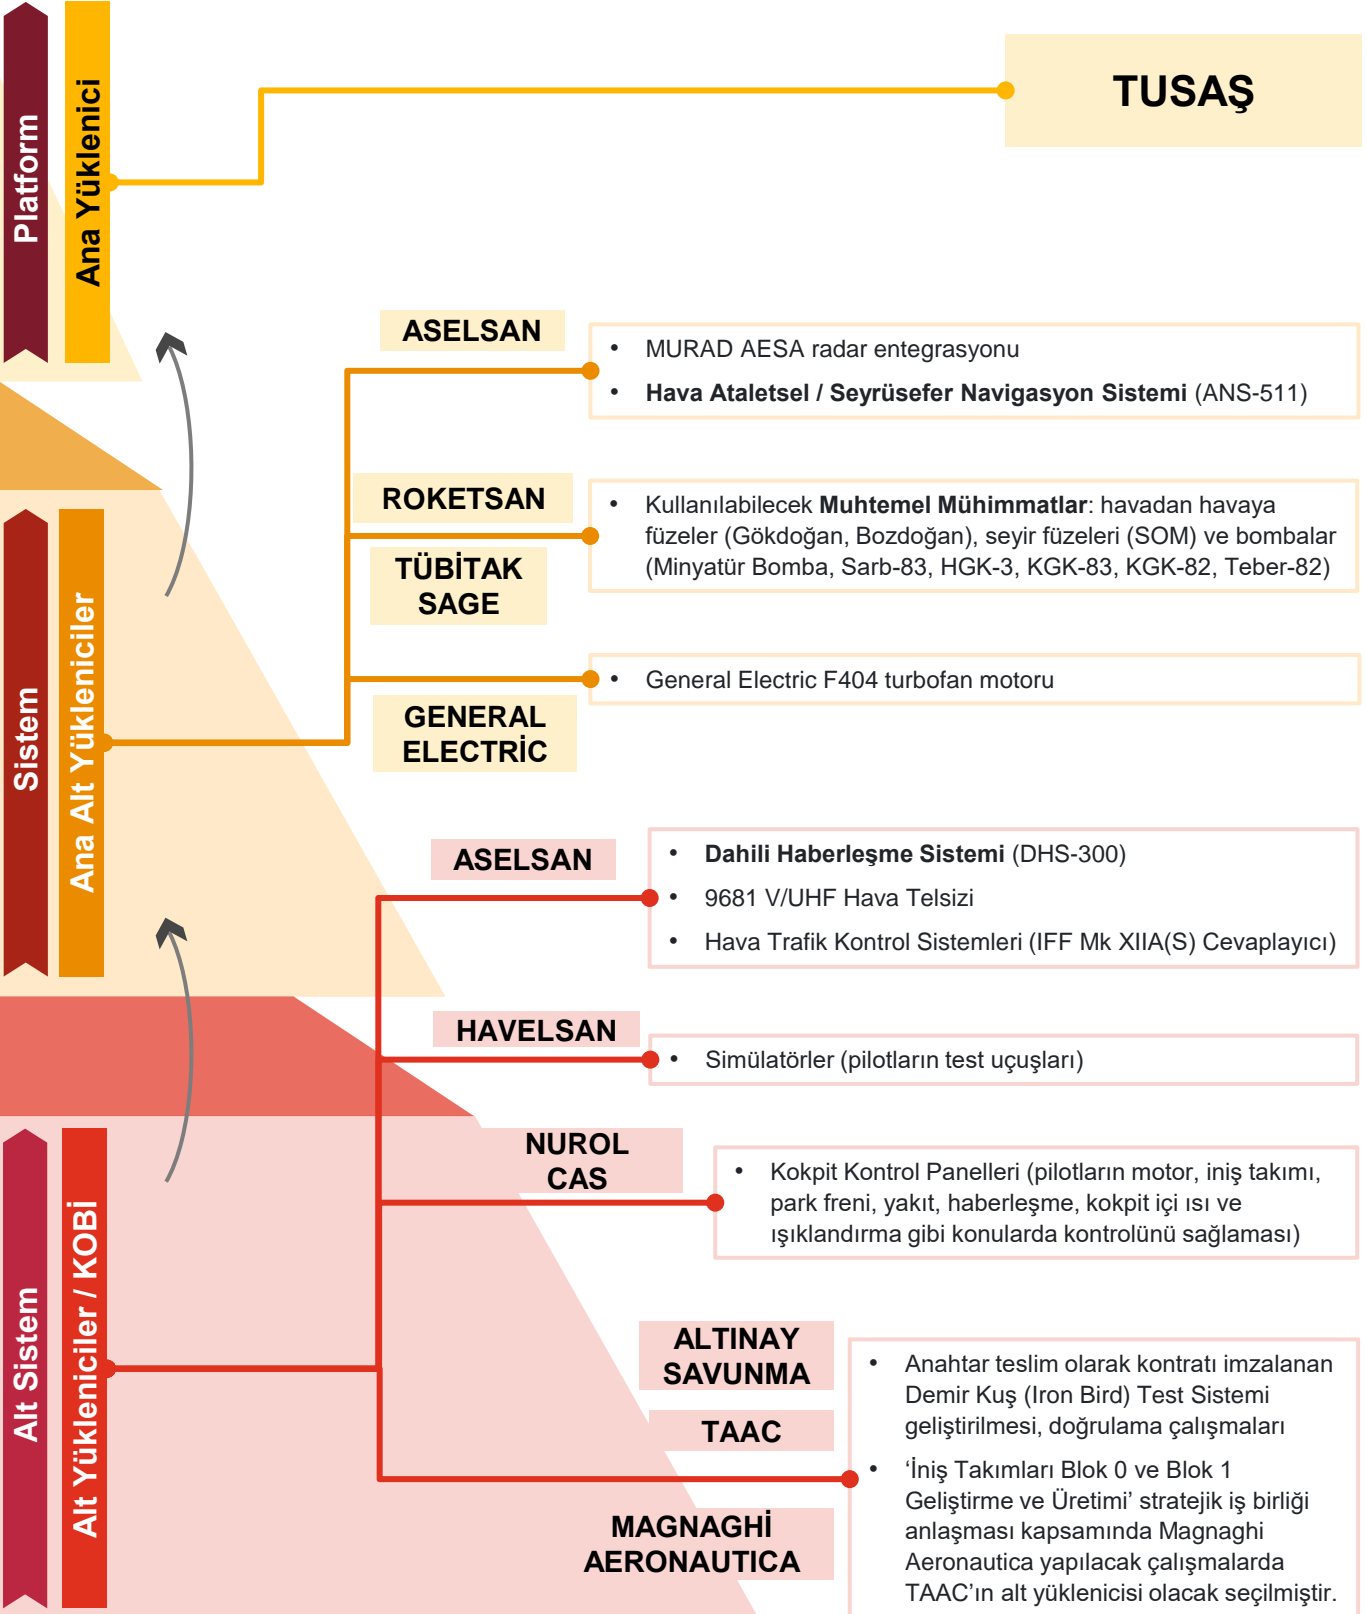 Platform
Ana Yüklenici
TUSAŞ
Sistem
Ana Alt Yükleniciler
ASELSAN
• MURAD AESA radar entegrasyonu
• Hava Ataletsel / Seyrüsefer Navigasyon Sistemi (ANS-511)
ROKETSAN
TÜBİTAK
SAGE
• Kullanılabilecek Muhtemel Mühimmatlar: havadan havaya
füzeler (Gökdoğan, Bozdoğan), seyir füzeleri (SOM) ve bombalar
(Minyatür Bomba, Sarb-83, HGK-3, KGK-83, KGK-82, Teber-82)
GENERAL
ELECTRİC
• General Electric F404 turbofan motoru
Alt Sistem
Alt Yükleniciler / KOBİ
ASELSAN
• Dahili Haberleşme Sistemi (DHS-300)
• 9681 V/UHF Hava Telsizi
• Hava Trafik Kontrol Sistemleri (IFF Mk XIIA(S) Cevaplayıcı)
HAVELSAN
• Simülatörler (pilotların test uçuşları)
NUROL
CAS
• Kokpit Kontrol Panelleri (pilotların motor, iniş takımı,
park freni, yakıt, haberleşme, kokpit içi ısı ve
ışıklandırma gibi konularda kontrolünü sağlaması)
ALTINAY
SAVUNMA
TAAC
MAGNAGHİ
AERONAUTICA
• Anahtar teslim olarak kontratı imzalanan
Demir Kuş (Iron Bird) Test Sistemi
geliştirilmesi, doğrulama çalışmaları
• ‘İniş Takımları Blok 0 ve Blok 1
Geliştirme ve Üretimi’ stratejik iş birliği
anlaşması kapsamında Magnaghi
Aeronautica yapılacak çalışmalarda
TAAC’ın alt yüklenicisi olacak seçilmiştir.